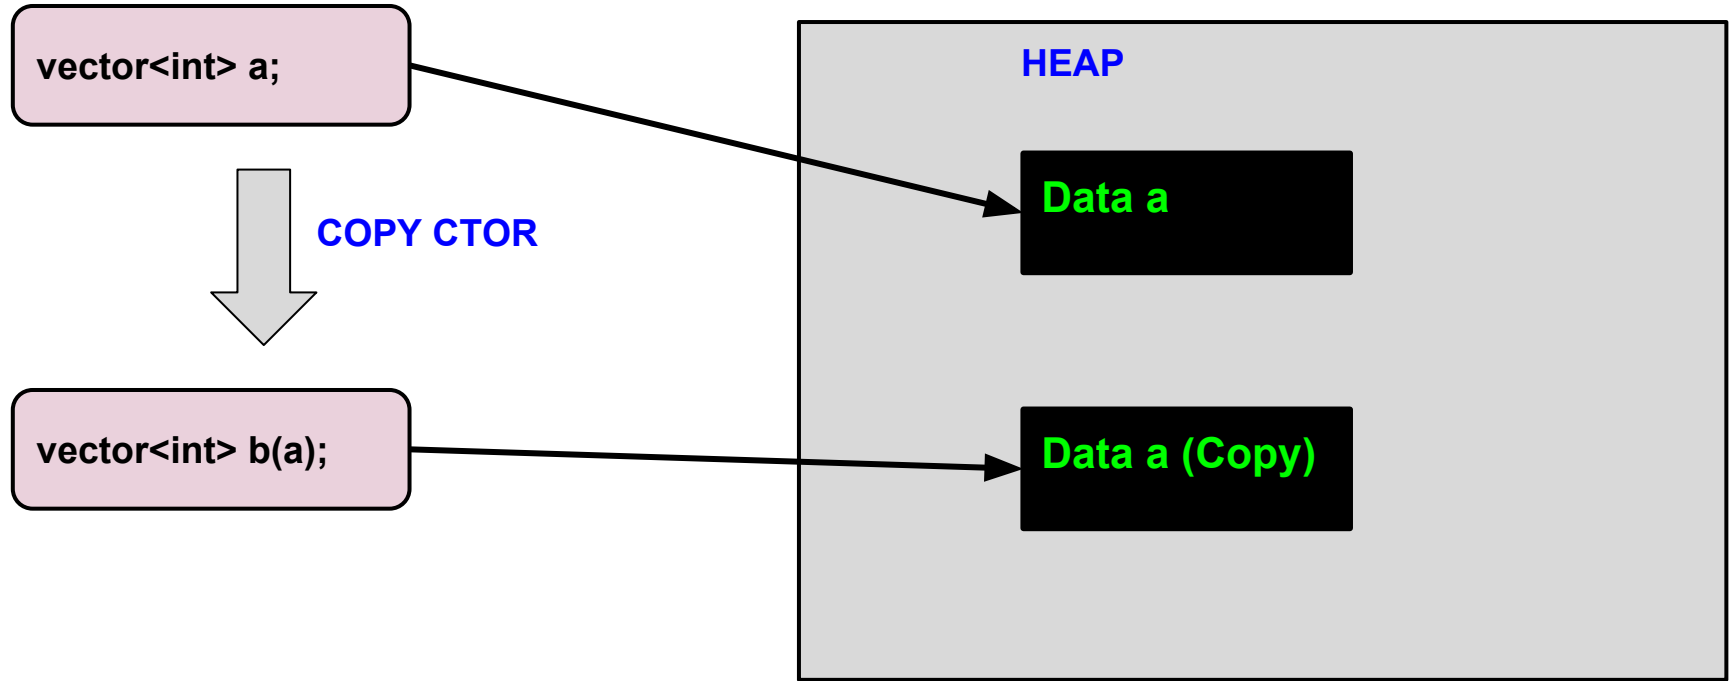 vector<int> a;
HEAP
Data a
COPY CTOR
vector<int> b(a);
Data a (Copy)